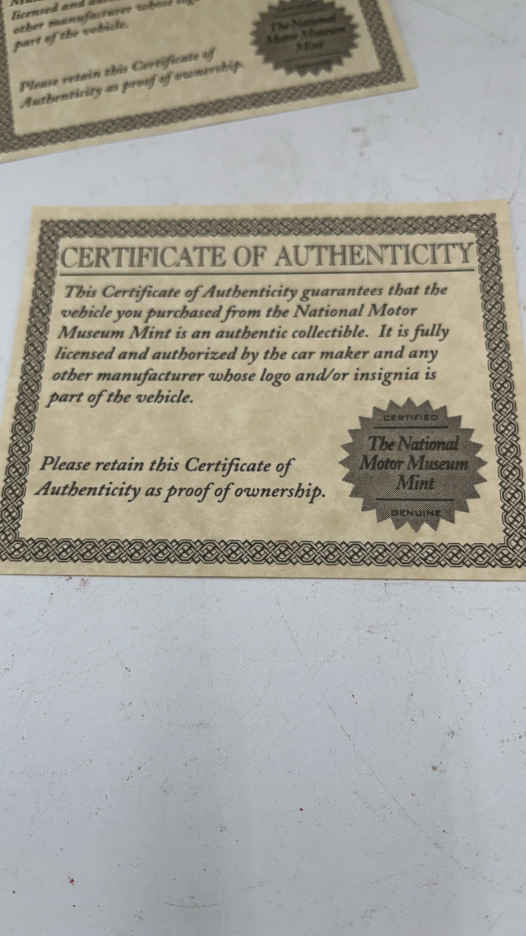 licensed and
other manufacturer whose
part of the vehicle.
The National
Motor Museum
Mint
Please retain this Certificate of
Authenticity as proof of ownership.
CERTIFICATE OF AUTHENTICITY
This Certificate of Authenticity guarantees that the
vehicle you purchased from the National Motor
Museum Mint is an authentic collectible. It is fully
licensed and authorized by the car maker and any
other manufacturer whose logo and/or insignia is
part of the vehicle.
CERTIFIED
The National
Motor Museum
Mint
GENUINE
Please retain this Certificate of
Authenticity as proof of ownership.